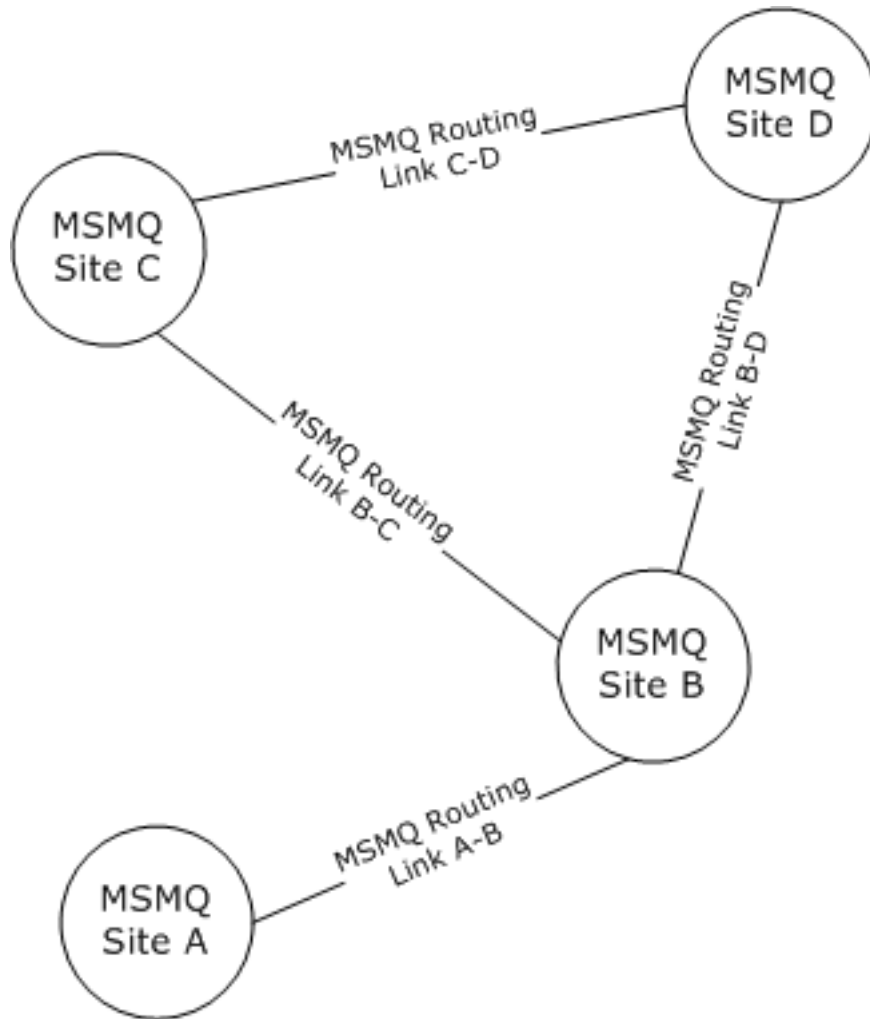 MSMQ
Site D
MSMQ Routing
Link C-D
MSMQ
Site C
MSMQ Routing
Link B-D
MSMQ Routing
Link B-C
MSMQ
Site B
MSMQ Routing
Link A-B
MSMQ
Site A